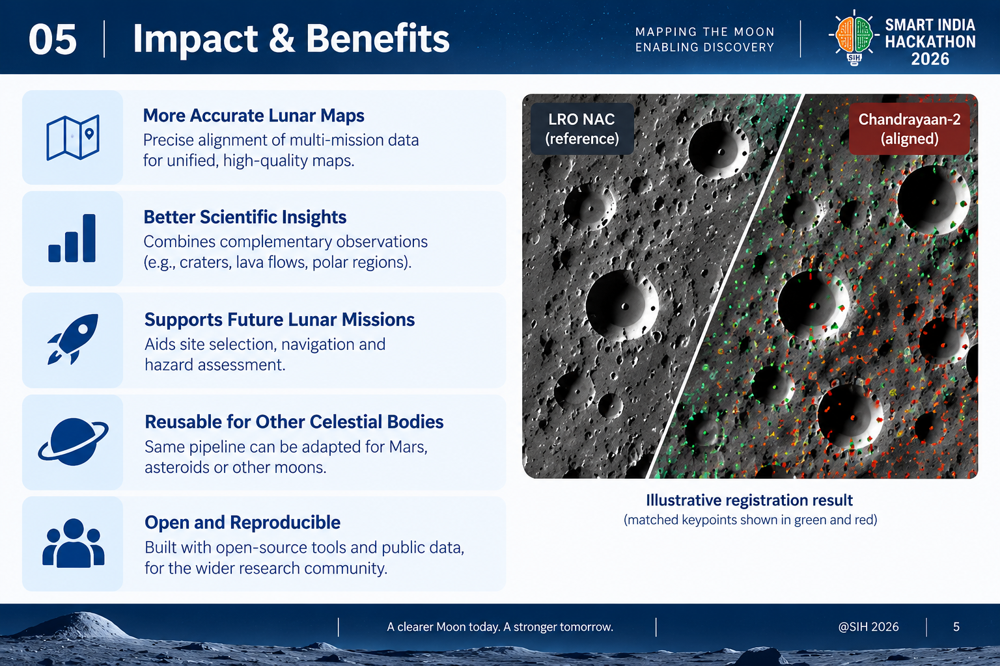 05
Impact & Benefits
MAPPING THE MOON
ENABLING DISCOVERY
SIH
SMART INDIA
HACKATHON
2026
More Accurate Lunar Maps
Precise alignment of multi-mission data
for unified, high-quality maps.
Better Scientific Insights
Combines complementary observations
(e.g., craters, lava flows, polar regions).
Supports Future Lunar Missions
Aids site selection, navigation and
hazard assessment.
Reusable for Other Celestial Bodies
Same pipeline can be adapted for Mars,
asteroids or other moons.
Open and Reproducible
Built with open-source tools and public data,
for the wider research community.
LRO NAC
(reference)
Chandrayaan-2
(aligned)
Illustrative registration result
(matched keypoints shown in green and red)
A clearer Moon today. A stronger tomorrow.
@SIH 2026
5